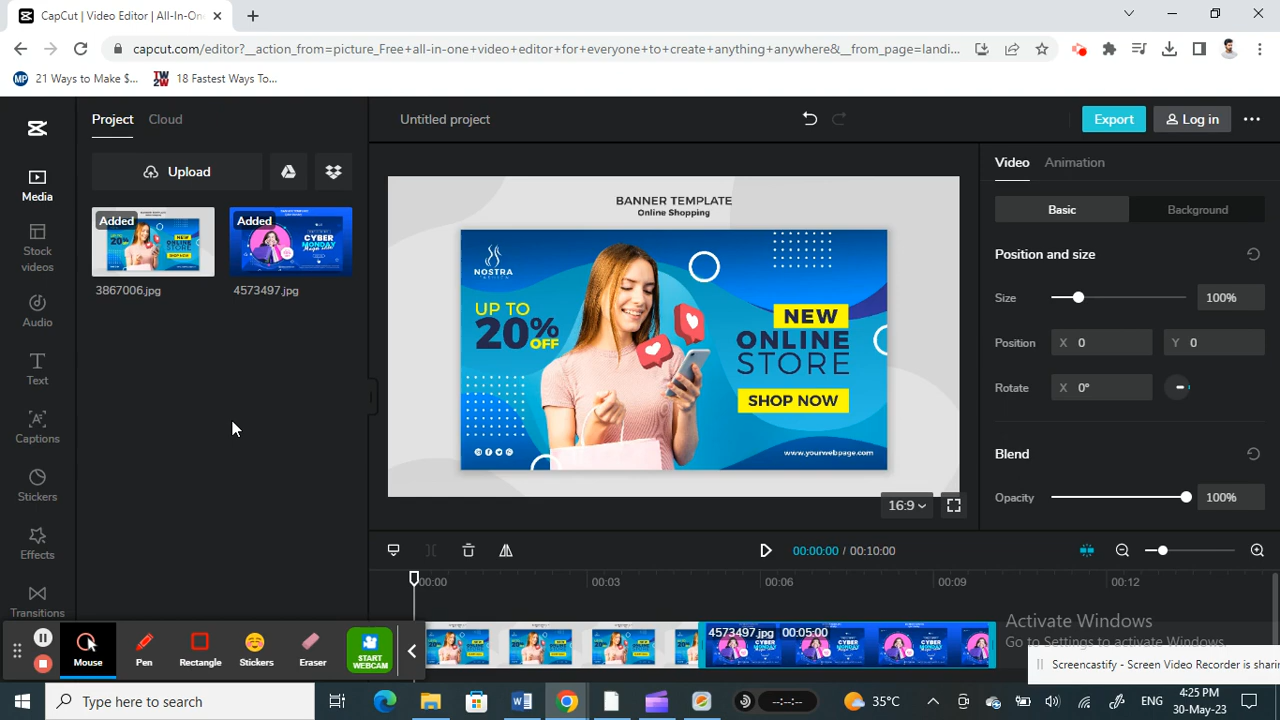 CapCut | Video Editor | All-In-One
capcut.com/editor?__action_from=picture_Free+all-in-one+video+editor+for+everyone+to+create+anything+anywhere&__from_page=landi...
MP 21 Ways to Make $... TW2W 18 Fastest Ways To...
Project Cloud
Untitled project
Export Log in
Upload
Media
Stock videos
Audio
Text
Captions
Stickers
Effects
Transitions
Added Added
3867006.jpg 4573497.jpg
BANNER TEMPLATE
Online Shopping
NOSTRA
UP TO
20%
OFF
NEW
ONLINE
STORE
SHOP NOW
www.yourwebpage.com
16:9
Video Animation
Basic Background
Position and size
Size 100%
Position X 0 Y 0
Rotate X 0°
Blend
Opacity 100%
00:00:00 / 00:10:00
00:00 00:03 00:06 00:09 00:12
4573497.jpg 00:05:00
Mouse Pen Rectangle Stickers Eraser START WEBCAM
Activate Windows
Go to Settings to activate Windows.
Screencastify - Screen Video Recorder is sharin
Type here to search
--:--:--
35°C
ENG
4:25 PM
30-May-23